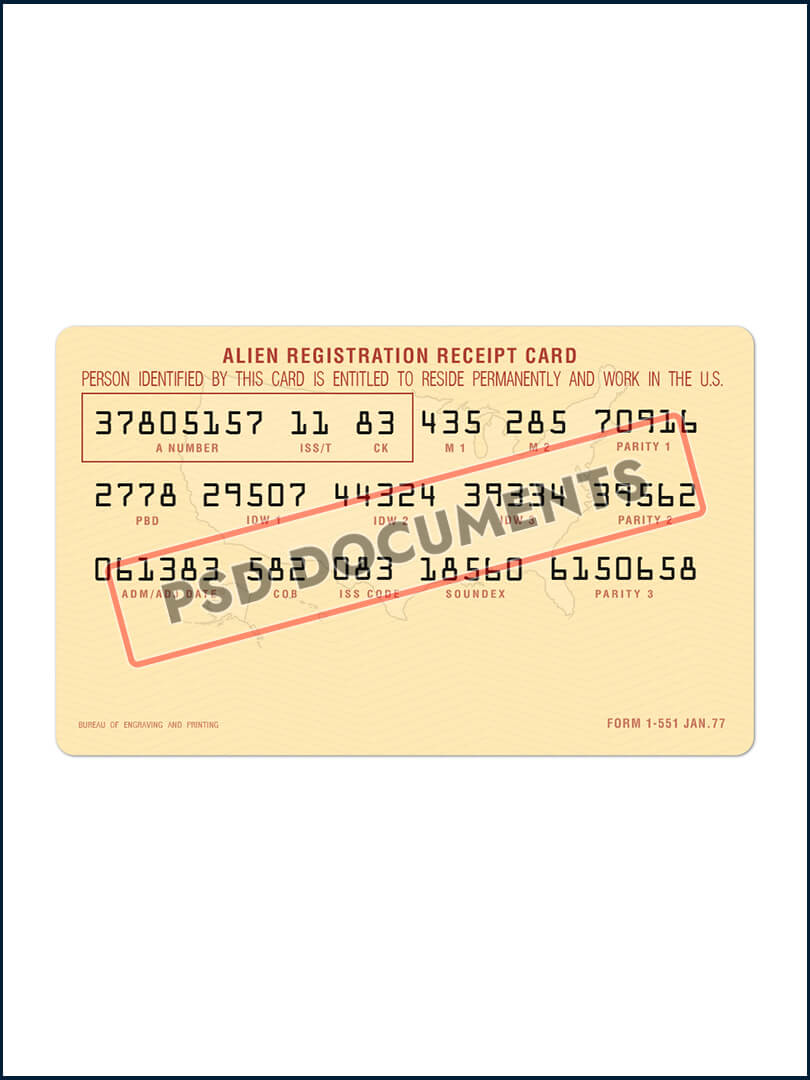 ALIEN REGISTRATION RECEIPT CARD
PERSON IDENTIFIED BY THIS CARD IS ENTITLED TO RESIDE PERMANENTLY AND WORK IN THE U.S.
37805157 11 83 435 285 70916
A NUMBER ISS/T CK M 1 M 2 PARITY 1
2778 29507 44324 39334 39562
PBD IDW 1 IDW 2 IDW 3 PARITY 2
PSD DOCUMENTS
061383 582 083 18560 6150658
ADM/ADJ DATE COB ISS CODE SOUNDEX PARITY 3
BUREAU OF ENGRAVING AND PRINTING FORM 1-551 JAN.77